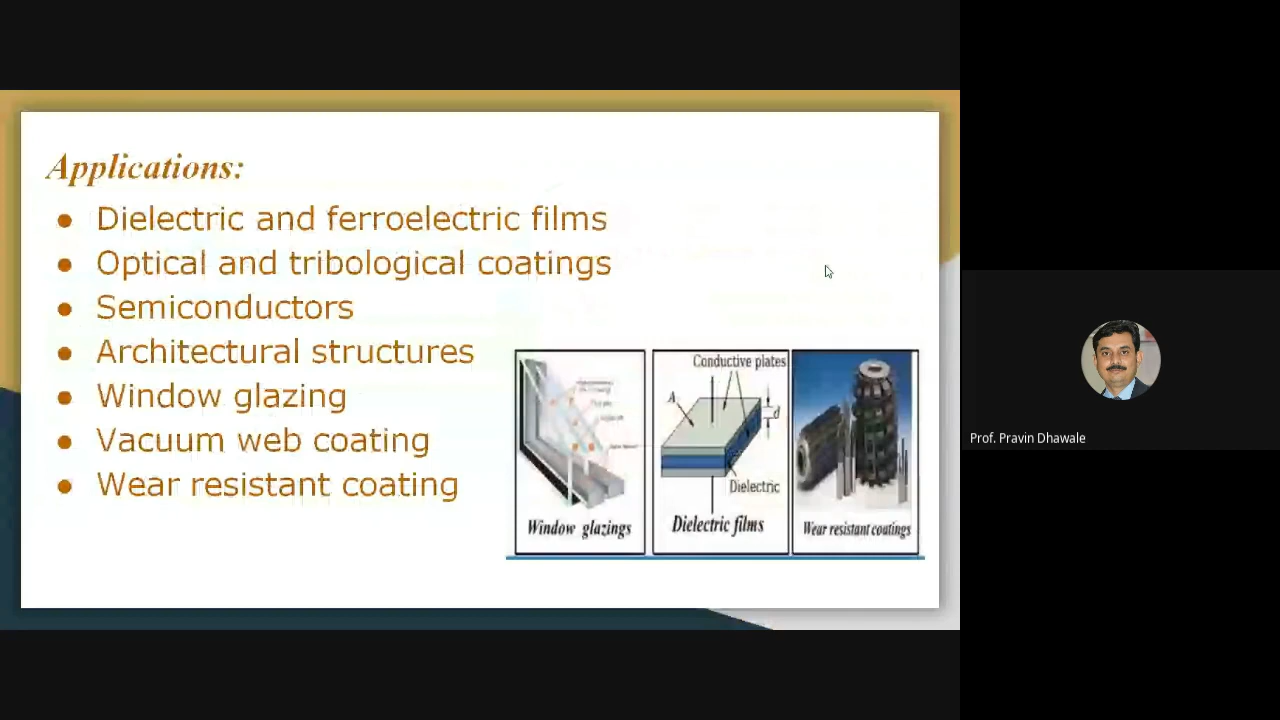 Applications:
● Dielectric and ferroelectric films
● Optical and tribological coatings
● Semiconductors
● Architectural structures
● Window glazing
● Vacuum web coating
● Wear resistant coating
Window glazings
Conductive plates
A
d
Dielectric
Dielectric films
Wear resistant coatings
Prof. Pravin Dhawale